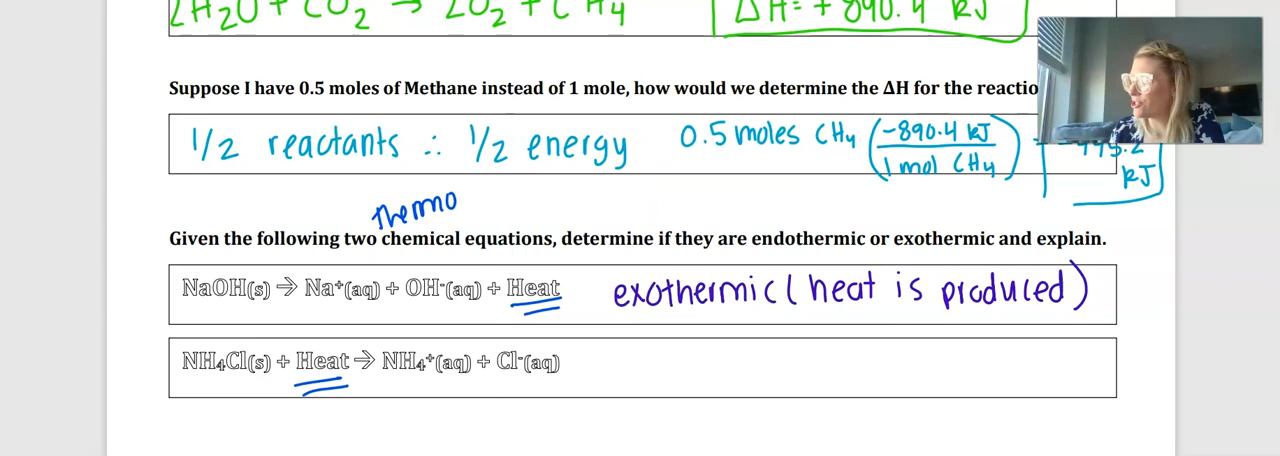 2H₂O + CO₂ → 2O₂ + CH₄ ΔH = + 890.4 kJ
Suppose I have 0.5 moles of Methane instead of 1 mole, how would we determine the ΔH for the reactio
1/2 reactants ∴ 1/2 energy 0.5 moles CH₄ (-890.4 kJ / 1 mol CH₄)
kJ
thermo
Given the following two chemical equations, determine if they are endothermic or exothermic and explain.
NaOH(s) → Na⁺(aq) + OH⁻(aq) + Heat exothermic ( heat is produced )
NH₄Cl(s) + Heat → NH₄⁺(aq) + Cl⁻(aq)